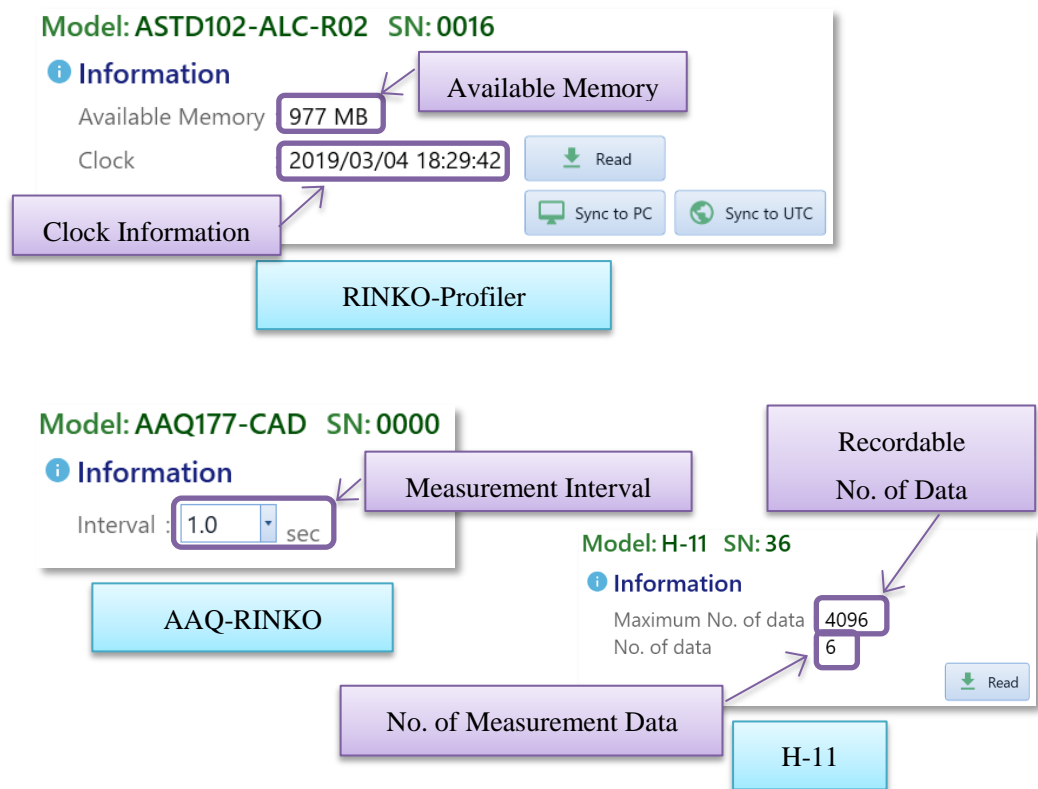 Model: ASTD102-ALC-R02 SN: 0016
Information
Available Memory
Available Memory 977 MB
Clock 2019/03/04 18:29:42 Read
Sync to PC Sync to UTC
Clock Information
RINKO-Profiler
Model: AAQ177-CAD SN: 0000
Information
Measurement Interval
Interval : 1.0 sec
AAQ-RINKO
Recordable
No. of Data
Model: H-11 SN: 36
Information
Maximum No. of data 4096
No. of data 6
Read
No. of Measurement Data
H-11